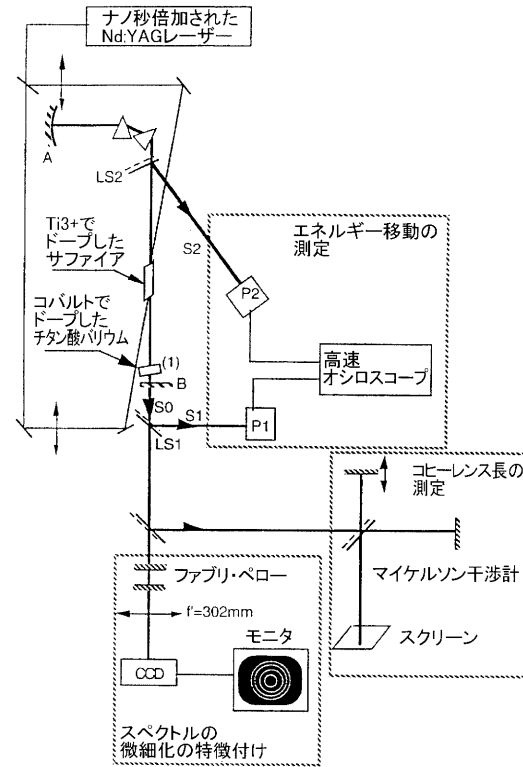 ナノ秒倍加された
Nd:YAGレーザー
A
LS2
Ti3+で
ドープした
サファイア
S2
エネルギー移動の
測定
P2
コバルトで
ドープした
チタン酸バリウム
(1)
B
高速
オシロスコープ
S0
S1
P1
LS1
コヒーレンス長の
測定
ファブリ・ペロー
マイケルソン干渉計
f'=302mm
モニタ
スクリーン
CCD
スペクトルの
微細化の特徴付け